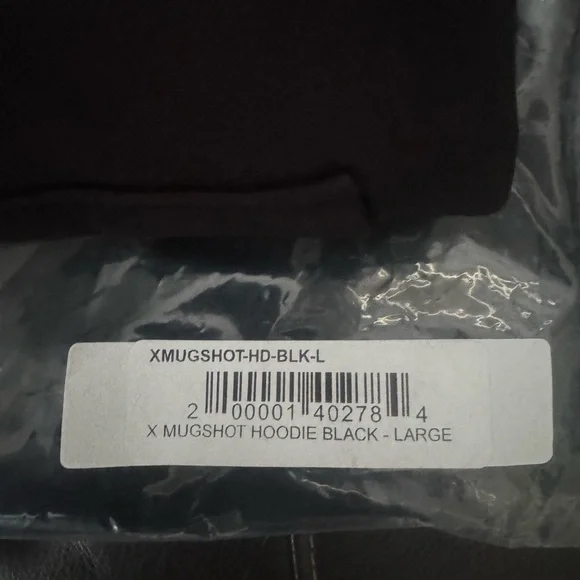 XMUGSHOT-HD-BLK-L
2 00001 40278 4
X MUGSHOT HOODIE BLACK - LARGE